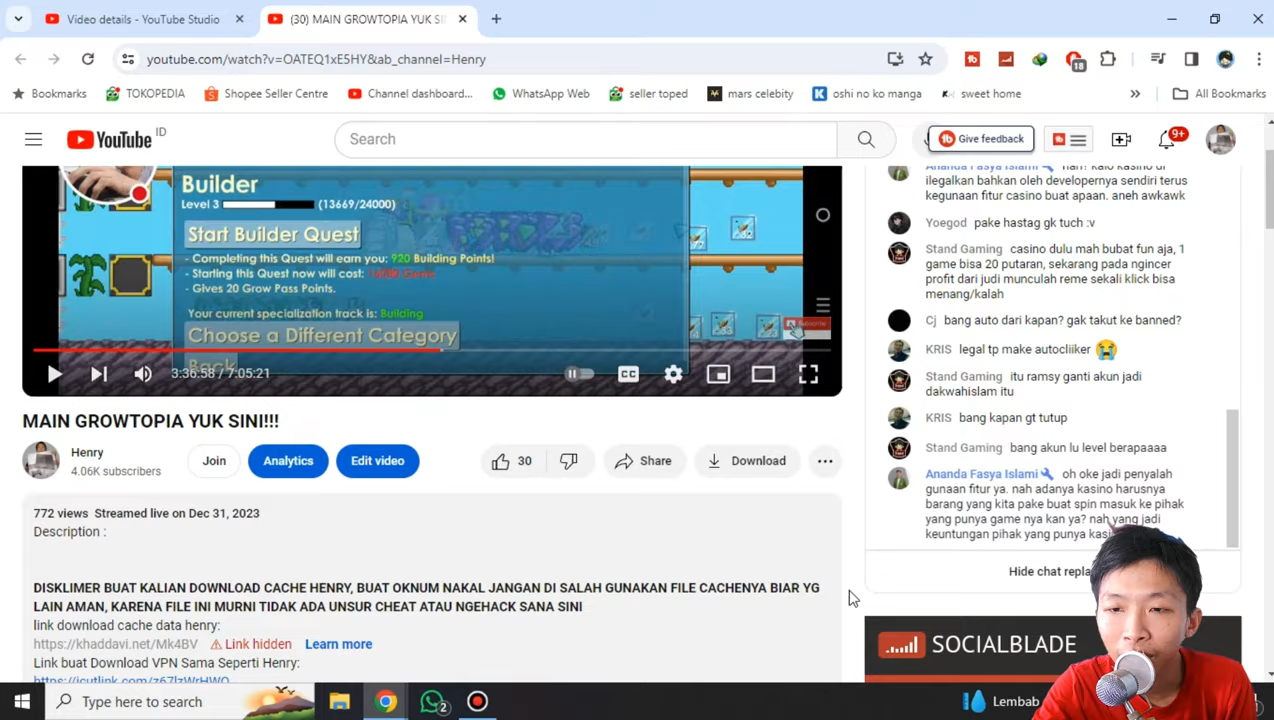 Video details - YouTube Studio
(30) MAIN GROWTOPIA YUK SI
youtube.com/watch?v=OATEQ1xE5HY&ab_channel=Henry
18
Bookmarks
TOKOPEDIA
Shopee Seller Centre
Channel dashboard...
WhatsApp Web
seller toped
mars celebity
oshi no ko manga
sweet home
All Bookmarks
YouTube ID
Search
Give feedback
9+
Builder
Level 3 (13669/24000)
Start Builder Quest
- Completing this Quest will earn you: 920 Building Points!
- Starting this Quest now will cost:
- Gives 20 Grow Pass Points.
Your current specialization track is: Building
Choose a Different Category
Back
Subscribe
3:36:58 / 7:05:21
CC
MAIN GROWTOPIA YUK SINI!!!
Henry
4.06K subscribers
Join
Analytics
Edit video
30
Share
Download
772 views Streamed live on Dec 31, 2023
Description :
DISKLIMER BUAT KALIAN DOWNLOAD CACHE HENRY, BUAT OKNUM NAKAL JANGAN DI SALAH GUNAKAN FILE CACHENYA BIAR YG
LAIN AMAN, KARENA FILE INI MURNI TIDAK ADA UNSUR CHEAT ATAU NGEHACK SANA SINI
link download cache data henry:
https://khaddavi.net/Mk4BV Link hidden Learn more
Link buat Download VPN Sama Seperti Henry:
Ananda Fasya Islami nah? kalo kasino di
ilegalkan bahkan oleh developernya sendiri terus
kegunaan fitur casino buat apaan. aneh awkawk
Yoegod pake hastag gk tuch :v
Stand Gaming casino dulu mah bubat fun aja, 1
game bisa 20 putaran, sekarang pada ngincer
profit dari judi munculah reme sekali klick bisa
menang/kalah
Cj bang auto dari kapan? gak takut ke banned?
KRIS legal tp make autocliiker 😭
Stand Gaming itu ramsy ganti akun jadi
dakwahislam itu
KRIS bang kapan gt tutup
Stand Gaming bang akun lu level berapaaaa
Ananda Fasya Islami oh oke jadi penyalah
gunaan fitur ya. nah adanya kasino harusnya
barang yang kita pake buat spin masuk ke pihak
yang punya game nya kan ya? nah yang jadi
keuntungan pihak yang punya
Hide chat
SOCIALBLADE
Type here to search
2
Lembab